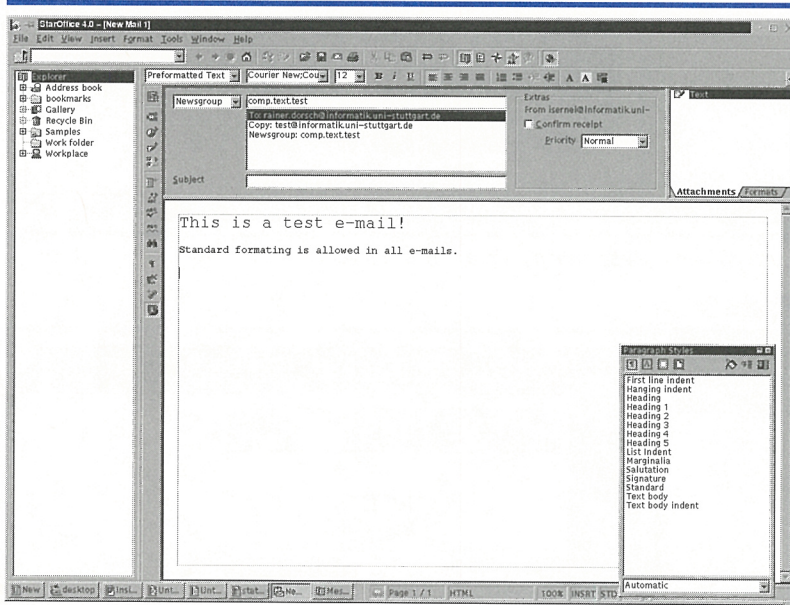 StarOffice 4.0 – [New Mail 1]
File Edit View Insert Format Tools Window Help
Explorer
Address book
bookmarks
Gallery
Recycle Bin
Samples
Work folder
Workplace
Preformatted Text Courier New;Cou 12 B i U
Newsgroup comp.text.test
To: rainer.dorsch@informatik.uni-stuttgart.de
Copy: test@informatik.uni-stuttgart.de
Newsgroup: comp.text.test
Subject
Extras
From isernel@informatik.uni-
Confirm receipt
Priority Normal
Text
Attachments Formats
This is a test e-mail!
Standard formating is allowed in all e-mails.
Paragraph Styles
First line indent
Hanging indent
Heading
Heading 1
Heading 2
Heading 3
Heading 4
Heading 5
List Indent
Marginalia
Salutation
Signature
Standard
Text body
Text body indent
Automatic
New desktop Insi... Unt... Unt... stat... Ne... Mes... Page 1 / 1 HTML 100% INSRT STD